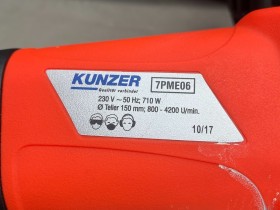 KUNZER
Qualität verbindet
7PME06
230 V ~ 50 Hz; 710 W
Ø Teller 150 mm; 800 - 4200 U/min.
10/17